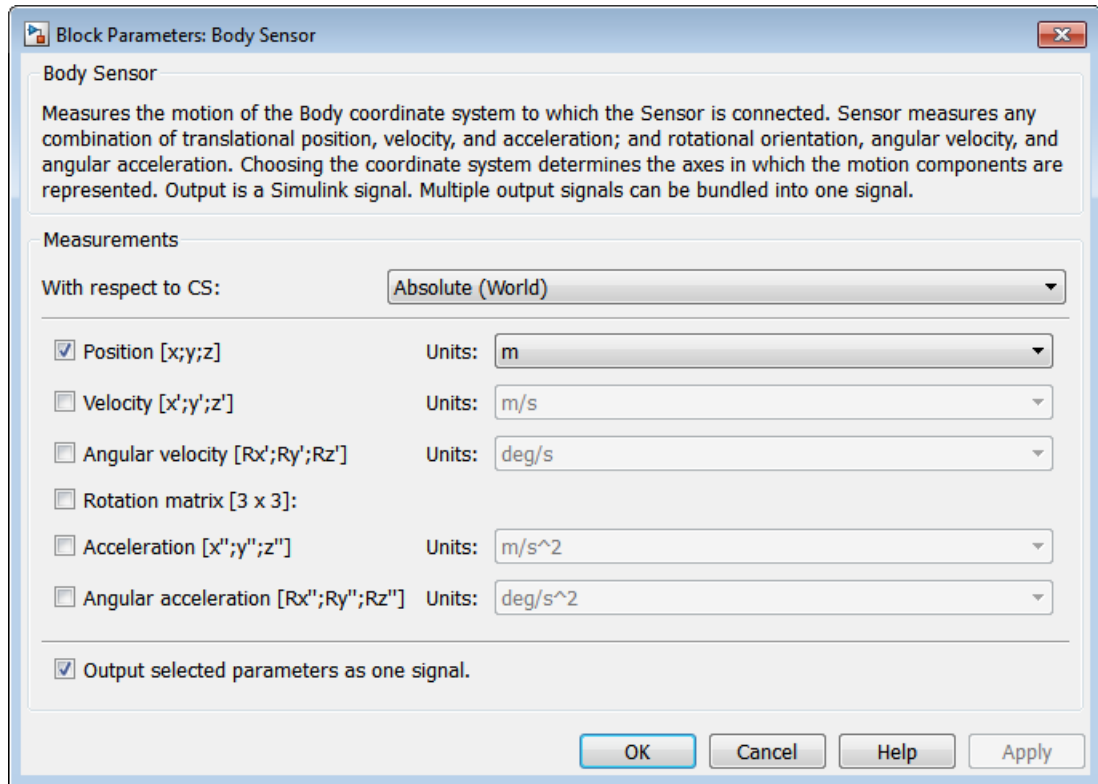 Block Parameters: Body Sensor
Body Sensor
Measures the motion of the Body coordinate system to which the Sensor is connected. Sensor measures any
combination of translational position, velocity, and acceleration; and rotational orientation, angular velocity, and
angular acceleration. Choosing the coordinate system determines the axes in which the motion components are
represented. Output is a Simulink signal. Multiple output signals can be bundled into one signal.
Measurements
With respect to CS: Absolute (World)
Position [x;y;z] Units: m
Velocity [x';y';z'] Units: m/s
Angular velocity [Rx';Ry';Rz'] Units: deg/s
Rotation matrix [3 x 3]:
Acceleration [x'';y'';z''] Units: m/s^2
Angular acceleration [Rx'';Ry'';Rz''] Units: deg/s^2
Output selected parameters as one signal.
OK Cancel Help Apply